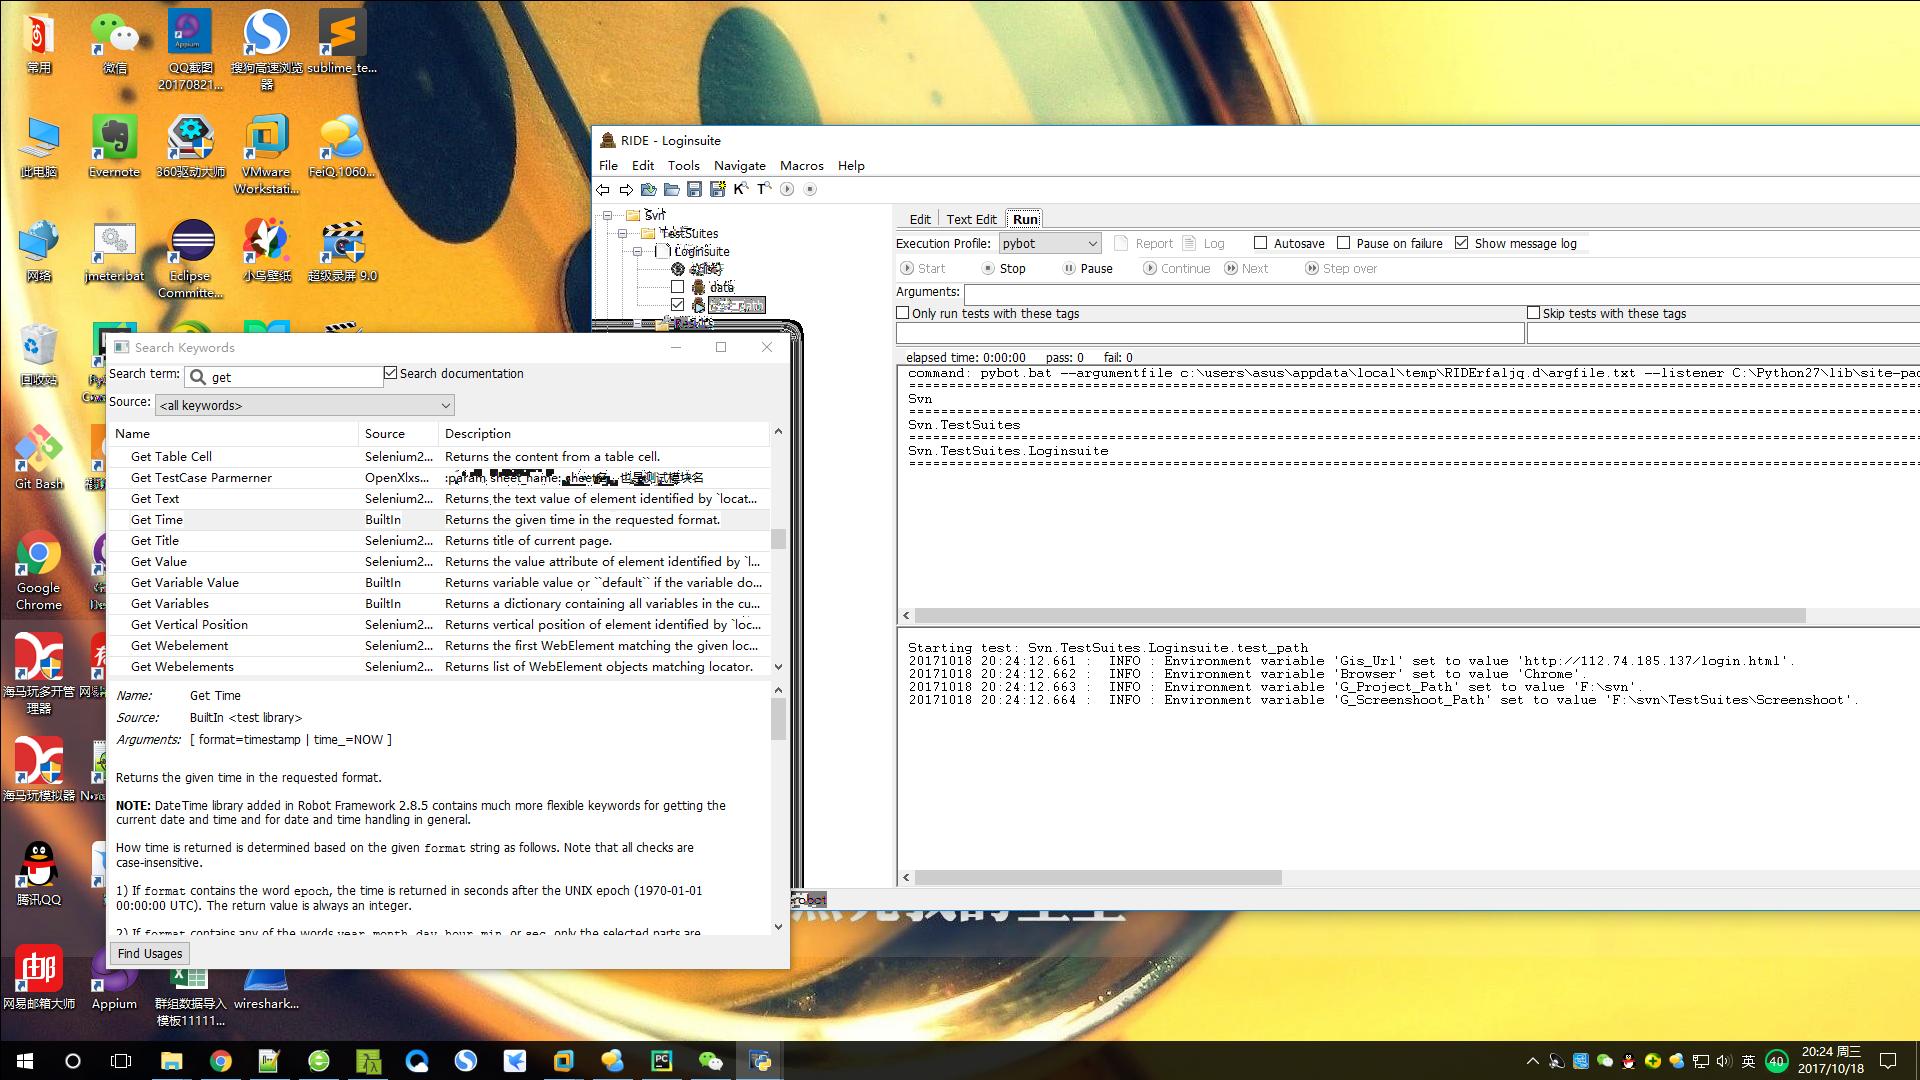 常用
微信
QQ截图
20170821...
搜狗高速浏览
器
sublime_te...
此电脑
Evernote
360驱动大师
VMware
Workstati...
FeiQ.1060...
网络
jmeter.bat
Eclipse
Committe...
小鸟壁纸
超级录屏 9.0
回收站
Git Bash
Google
Chrome
海马玩多开管
理器
海马玩模拟器
腾讯QQ
网易邮箱大师
Appium
群组数据导入
模板11111...
wireshark...
RIDE - Loginsuite
File Edit Tools Navigate Macros Help
Svn
TestSuites
Loginsuite
data
Results
Edit Text Edit Run
Execution Profile: pybot Report Log Autosave Pause on failure Show message log
Start Stop Pause Continue Next Step over
Arguments:
Only run tests with these tags Skip tests with these tags
elapsed time: 0:00:00 pass: 0 fail: 0
command: pybot.bat --argumentfile c:\users\asus\appdata\local\temp\RIDErfaljq.d\argfile.txt --listener C:\Python27\lib\site-pac
Svn
Svn.TestSuites
Svn.TestSuites.Loginsuite
Starting test: Svn.TestSuites.Loginsuite.test_path
20171018 20:24:12.661 : INFO : Environment variable 'Gis_Url' set to value 'http://112.74.185.137/login.html'.
20171018 20:24:12.662 : INFO : Environment variable 'Browser' set to value 'Chrome'.
20171018 20:24:12.663 : INFO : Environment variable 'G_Project_Path' set to value 'F:\svn'.
20171018 20:24:12.664 : INFO : Environment variable 'G_Screenshoot_Path' set to value 'F:\svn\TestSuites\Screenshoot'.
Search Keywords
Search term: get Search documentation
Source: <all keywords>
Name Source Description
Get Table Cell Selenium2... Returns the content from a table cell.
Get TestCase Parmerner OpenXlxs... :param sheet_name: sheet名，也是测试模块名
Get Text Selenium2... Returns the text value of element identified by `locat...
Get Time BuiltIn Returns the given time in the requested format.
Get Title Selenium2... Returns title of current page.
Get Value Selenium2... Returns the value attribute of element identified by `l...
Get Variable Value BuiltIn Returns variable value or ``default`` if the variable do...
Get Variables BuiltIn Returns a dictionary containing all variables in the cu...
Get Vertical Position Selenium2... Returns vertical position of element identified by `loc...
Get Webelement Selenium2... Returns the first WebElement matching the given loc...
Get Webelements Selenium2... Returns list of WebElement objects matching locator.
Name: Get Time
Source: BuiltIn <test library>
Arguments: [ format=timestamp | time_=NOW ]
Returns the given time in the requested format.
NOTE: DateTime library added in Robot Framework 2.8.5 contains much more flexible keywords for getting the
current date and time and for date and time handling in general.
How time is returned is determined based on the given format string as follows. Note that all checks are
case-insensitive.
1) If format contains the word epoch, the time is returned in seconds after the UNIX epoch (1970-01-01
00:00:00 UTC). The return value is always an integer.
2) If format contains any of the words year, month, day, hour, min, or sec, only the selected parts are
Find Usages
robot
英
40
20:24 周三
2017/10/18